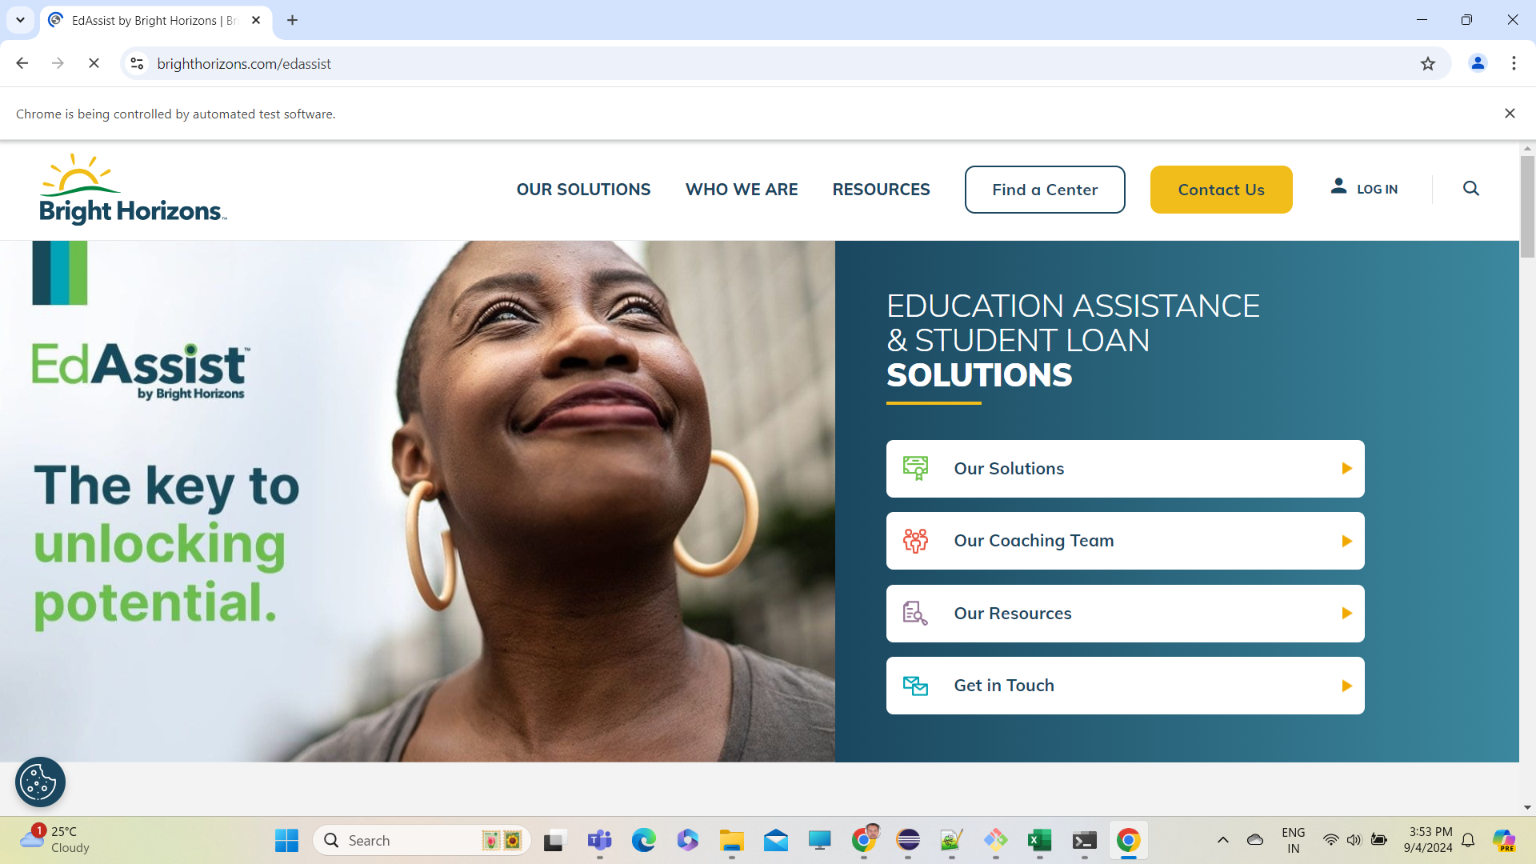 EdAssist by Bright Horizons | Br
brighthorizons.com/edassist
Chrome is being controlled by automated test software.
Bright Horizons™
OUR SOLUTIONS
WHO WE ARE
RESOURCES
Find a Center
Contact Us
LOG IN
EdAssist™
by Bright Horizons
The key to
unlocking
potential.
EDUCATION ASSISTANCE
& STUDENT LOAN
SOLUTIONS
Our Solutions
Our Coaching Team
Our Resources
Get in Touch
1
25°C
Cloudy
Search
ENG
IN
3:53 PM
9/4/2024
PRE